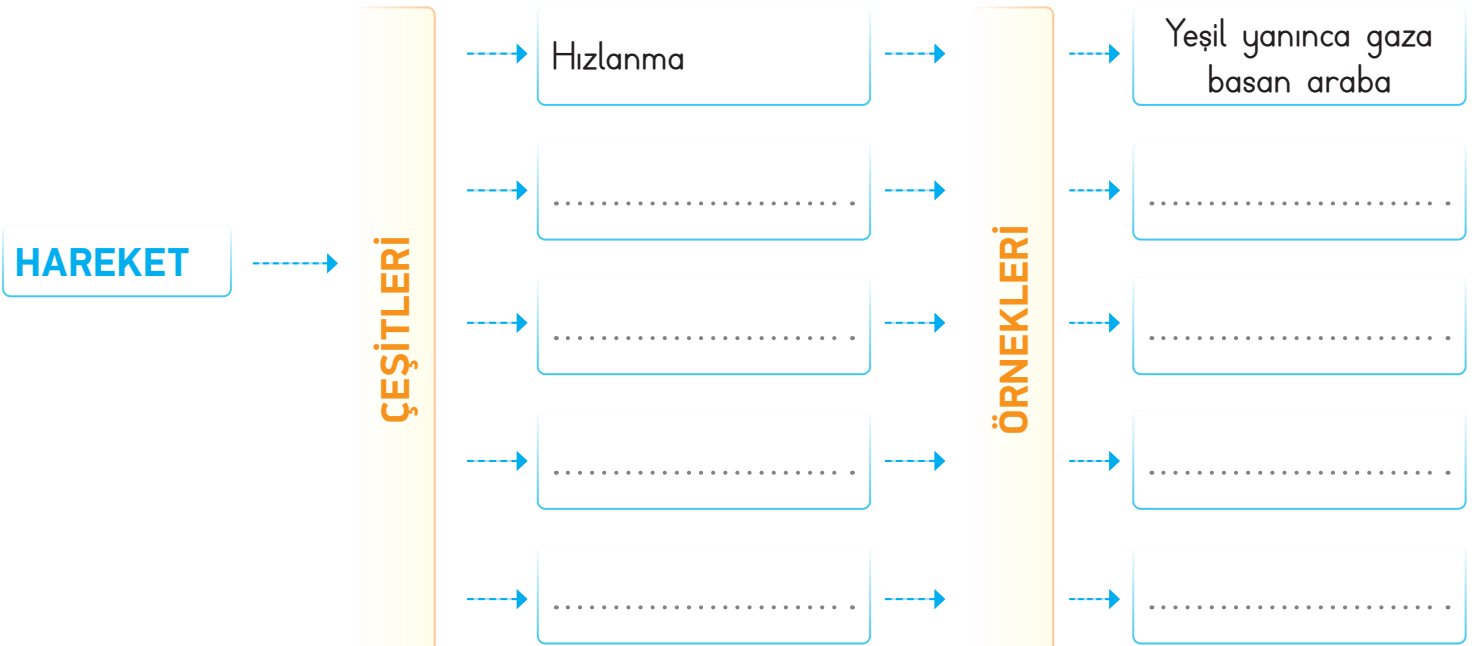 HAREKET
ÇEŞİTLERİ
Hızlanma
ÖRNEKLERİ
Yeşil yanınca gaza
basan araba